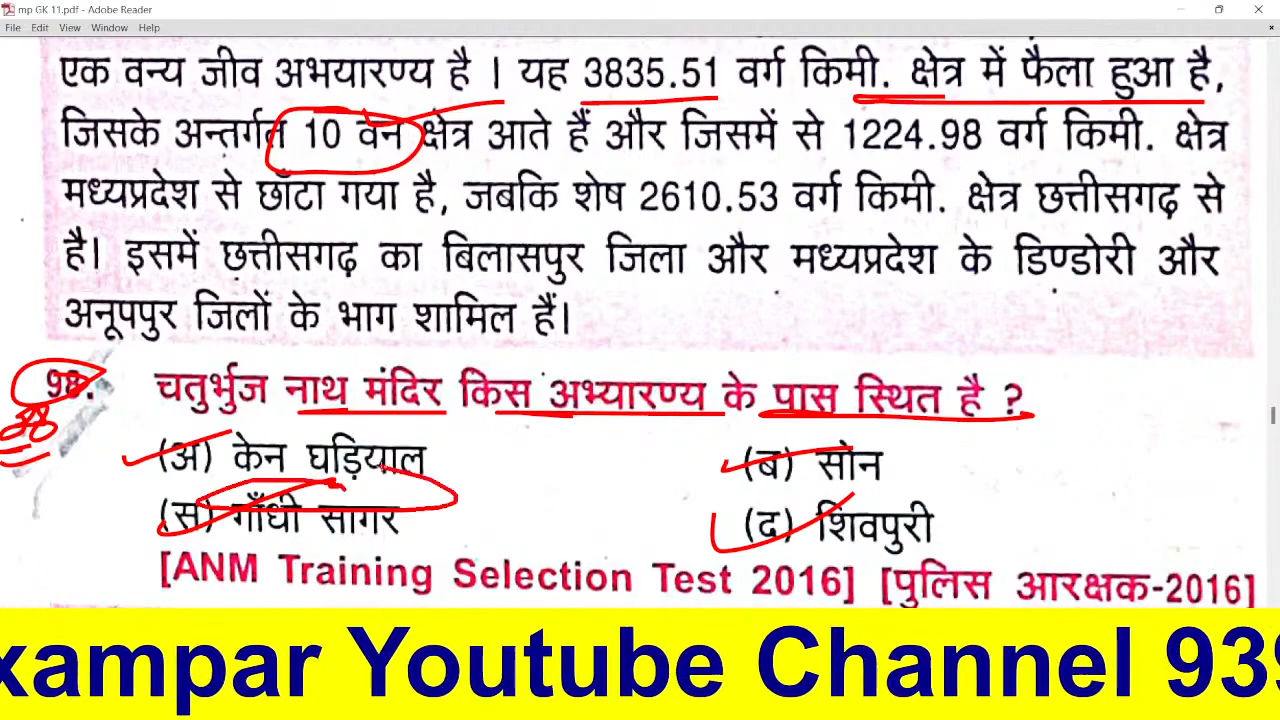 mp GK 11.pdf - Adobe Reader
File Edit View Window Help
एक वन्य जीव अभयारण्य है । यह 3835.51 वर्ग किमी. क्षेत्र में फैला हुआ है,
जिसके अन्तर्गत 10 वन क्षेत्र आते हैं और जिसमें से 1224.98 वर्ग किमी. क्षेत्र
मध्यप्रदेश से छाँटा गया है, जबकि शेष 2610.53 वर्ग किमी. क्षेत्र छत्तीसगढ़ से
है। इसमें छत्तीसगढ़ का बिलासपुर जिला और मध्यप्रदेश के डिण्डोरी और
अनूपपुर जिलों के भाग शामिल हैं।
98. चतुर्भुज नाथ मंदिर किस अभ्यारण्य के पास स्थित है ?
98
(अ) केन घड़ियाल (ब) सोन
(स) गाँधी सागर (द) शिवपुरी
[ANM Training Selection Test 2016] [पुलिस आरक्षक-2016]
xampar Youtube Channel 939